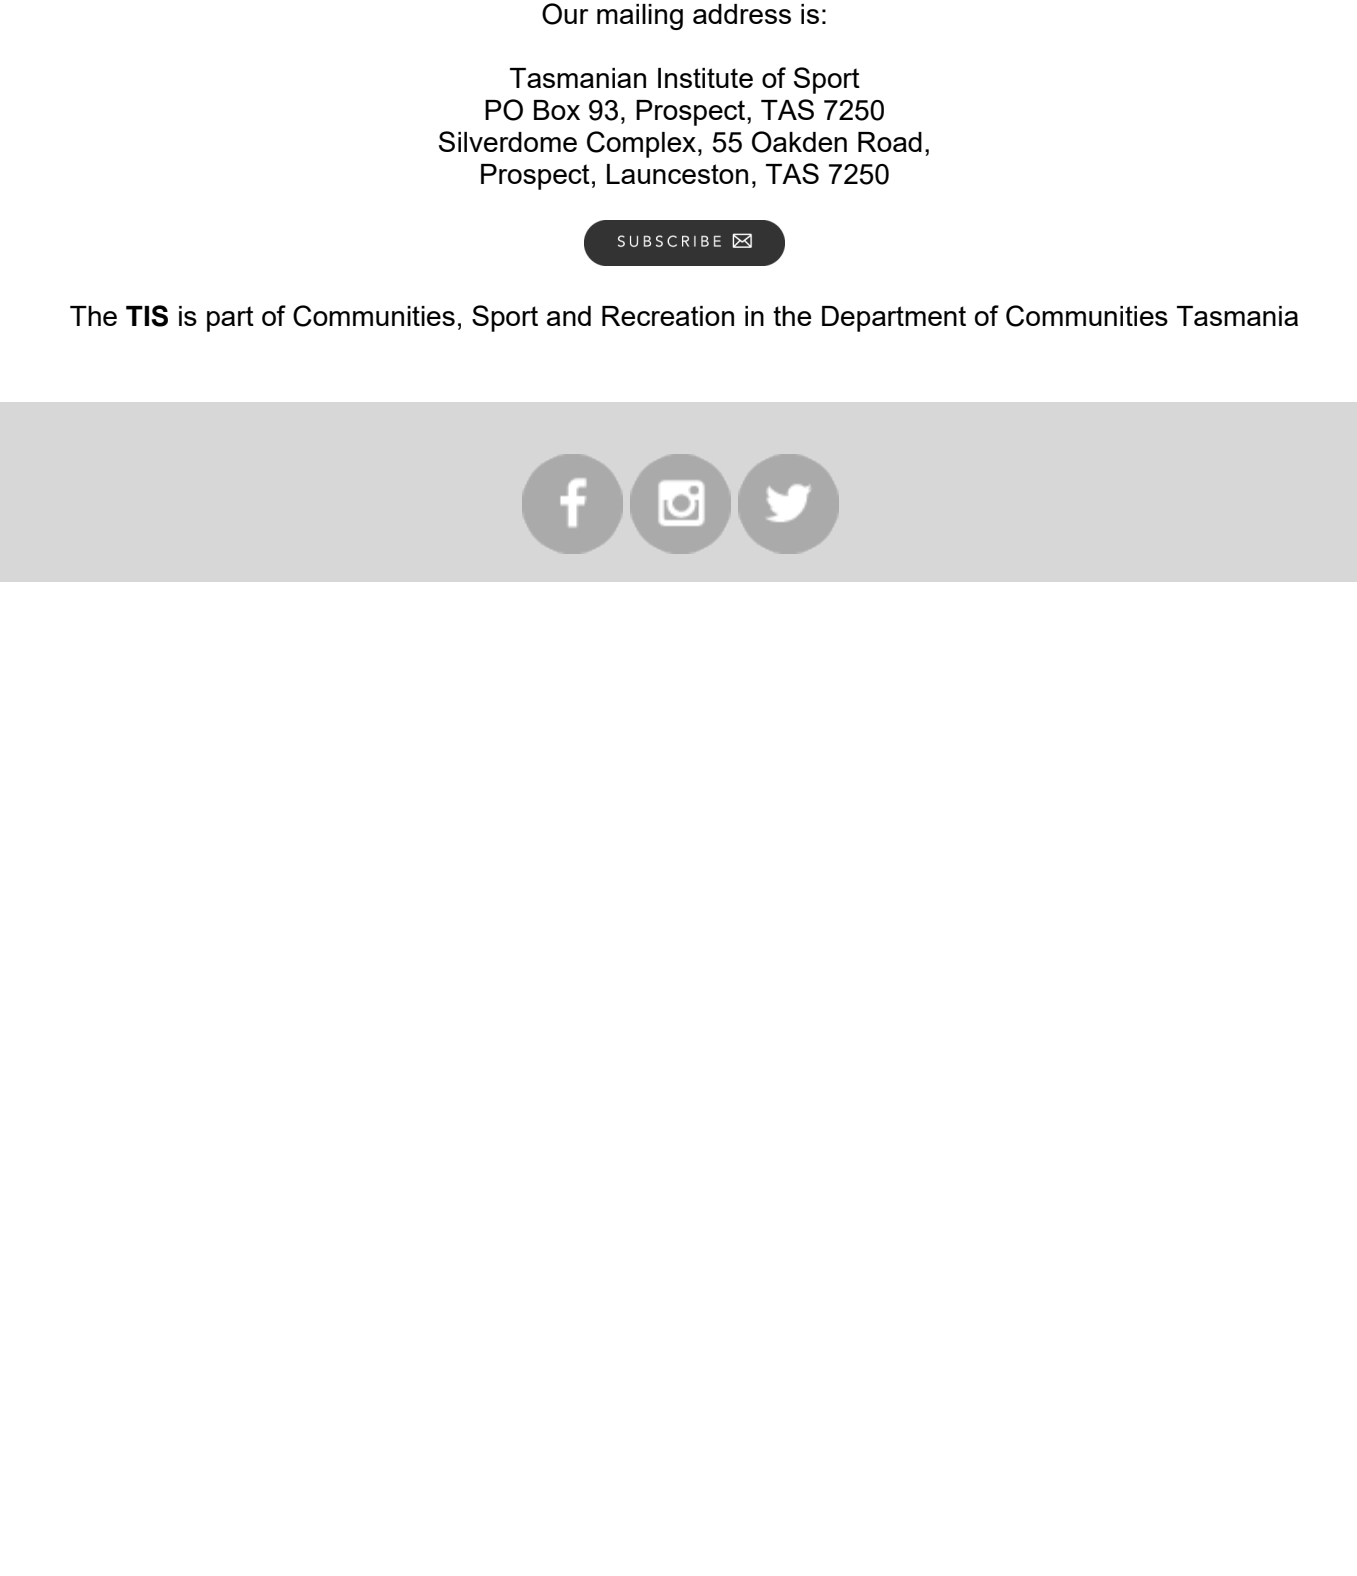 Our mailing address is:
Tasmanian Institute of Sport
PO Box 93, Prospect, TAS 7250
Silverdome Complex, 55 Oakden Road,
Prospect, Launceston, TAS 7250
SUBSCRIBE
The TIS is part of Communities, Sport and Recreation in the Department of Communities Tasmania